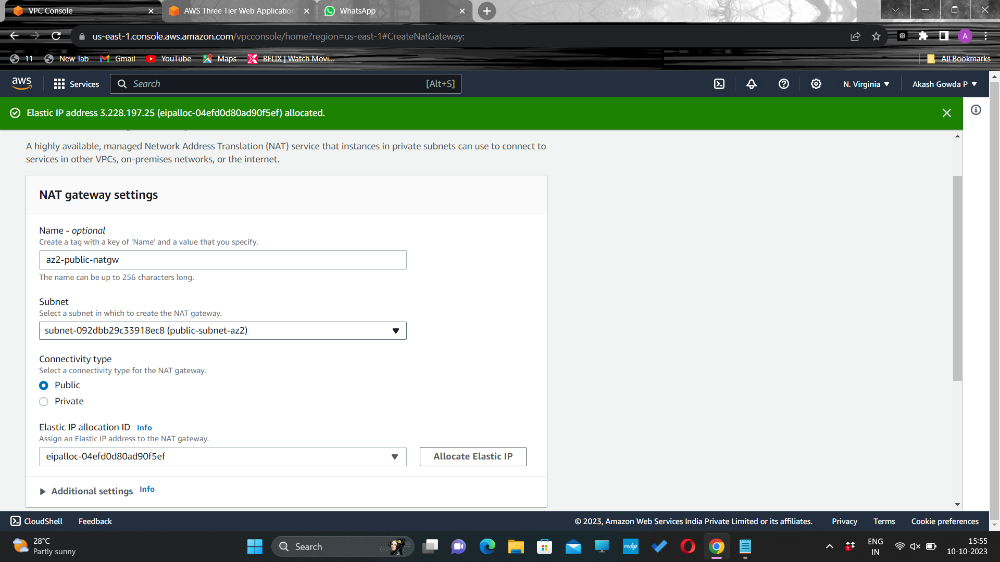 VPC Console
AWS Three Tier Web Application
WhatsApp
us-east-1.console.aws.amazon.com/vpcconsole/home?region=us-east-1#CreateNatGateway:
A
11
New Tab
Gmail
YouTube
Maps
BFLIX | Watch Movi...
All Bookmarks
aws
Services
Search
[Alt+S]
N. Virginia
Akash Gowda P
Elastic IP address 3.228.197.25 (eipalloc-04efd0d80ad90f5ef) allocated.
A highly available, managed Network Address Translation (NAT) service that instances in private subnets can use to connect to
services in other VPCs, on-premises networks, or the internet.
NAT gateway settings
Name - optional
Create a tag with a key of 'Name' and a value that you specify.
az2-public-natgw
The name can be up to 256 characters long.
Subnet
Select a subnet in which to create the NAT gateway.
subnet-092dbb29c33918ec8 (public-subnet-az2)
Connectivity type
Select a connectivity type for the NAT gateway.
Public
Private
Elastic IP allocation ID Info
Assign an Elastic IP address to the NAT gateway.
eipalloc-04efd0d80ad90f5ef
Allocate Elastic IP
Additional settings Info
CloudShell
Feedback
© 2023, Amazon Web Services India Private Limited or its affiliates.
Privacy
Terms
Cookie preferences
28°C
Partly sunny
Search
myhp
1
ENG
IN
15:55
10-10-2023